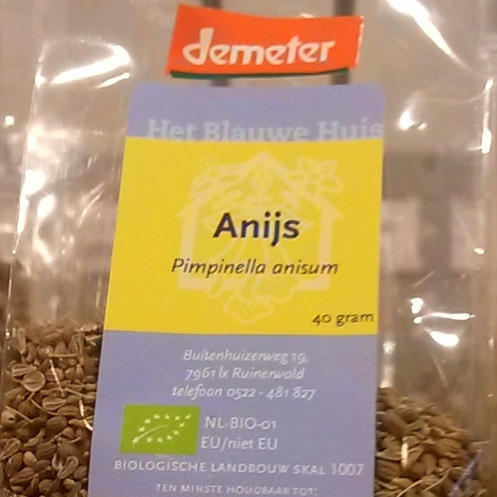 demeter
Het Blauwe Huis
Anijs
Pimpinella anisum
40 gram
Buitenhuizerweg 19,
7961 lx Ruinerwold
telefoon 0522 - 481 827
NL-BIO-01
EU/niet EU
BIOLOGISCHE LANDBOUW SKAL 1007
TEN MINSTE HOUDBAAR TOT: